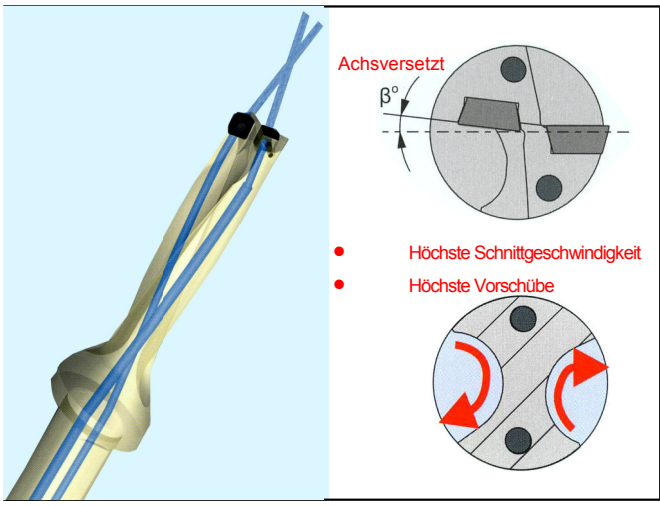 Achsversetzt
β°
● Höchste Schnittgeschwindigkeit
● Höchste Vorschübe